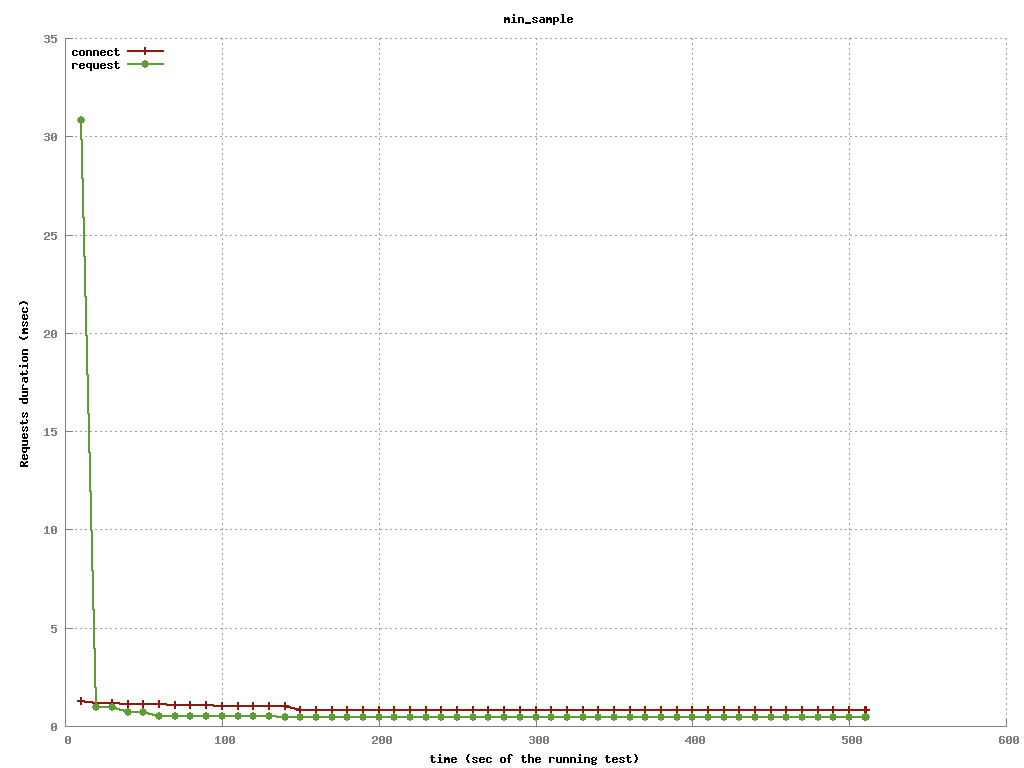 min_sample
connect
request
35
30
25
20
15
10
5
0
Requests duration (msec)
0 100 200 300 400 500 600
time (sec of the running test)